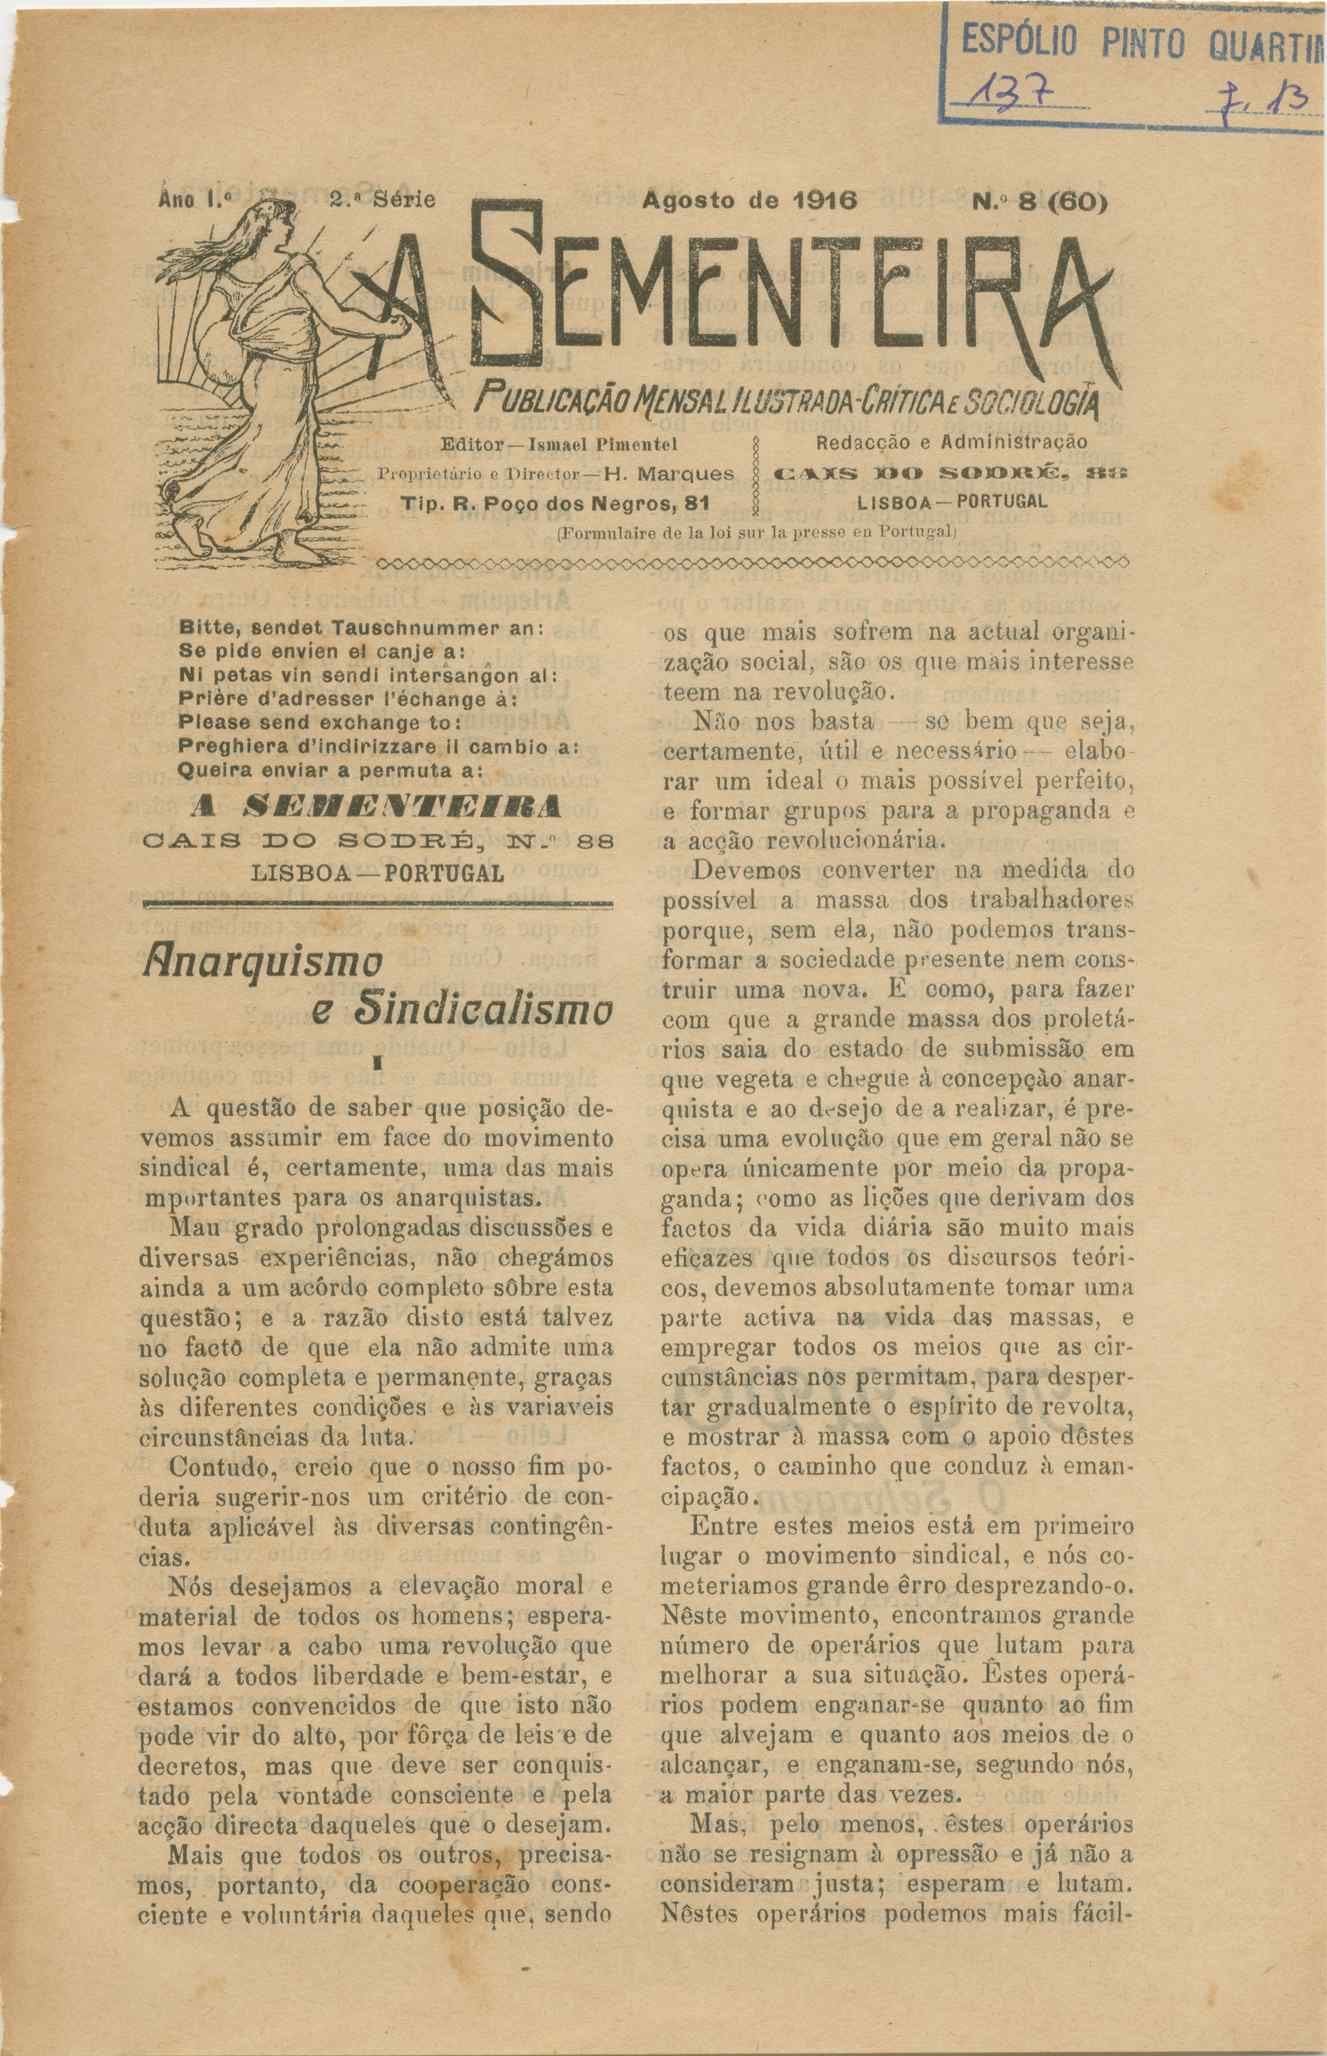 ESPÓLIO PINTO QUARTIN
137 7.13
Ano I.º 2.ª Série Agosto de 1916 N.º 8 (60)
A SEMENTEIRA
PUBLICAÇÃO MENSAL ILUSTRADA-CRÍTICA E SOCIOLOGIA
Editor—Ismael Pimentel
Proprietário e Director—H. Marques
Tip. R. Poço dos Negros, 81
Redacção e Administração
CAIS DO SODRÉ, 88
LISBOA—PORTUGAL
(Formulaire de la loi sur la presse en Portugal)
Bitte, sendet Tauschnummer an:
Se pide envien el canje a:
Ni petas vin sendi intersanĝon al:
Prière d'adresser l'échange à:
Please send exchange to:
Preghiera d'indirizzare il cambio a:
Queira enviar a permuta a:
A SEMENTEIRA
CAIS DO SODRÉ, N.º 88
LISBOA—PORTUGAL
Anarquismo
e Sindicalismo
I
A questão de saber que posição de-
vemos assumir em face do movimento
sindical é, certamente, uma das mais
mportantes para os anarquistas.
Mau grado prolongadas discussões e
diversas experiências, não chegámos
ainda a um acôrdo completo sôbre esta
questão; e a razão disto está talvez
no facto de que ela não admite uma
solução completa e permanente, graças
às diferentes condições e às variaveis
circunstâncias da luta.
Contudo, creio que o nosso fim po-
deria sugerir-nos um critério de con-
duta aplicável às diversas contingên-
cias.
Nós desejamos a elevação moral e
material de todos os homens; espera-
mos levar a cabo uma revolução que
dará a todos liberdade e bem-estar, e
estamos convencidos de que isto não
pode vir do alto, por fôrça de leis e de
decretos, mas que deve ser conquis-
tado pela vontade consciente e pela
acção directa daqueles que o desejam.
Mais que todos os outros, precisa-
mos, portanto, da cooperação cons-
ciente e voluntária daqueles que, sendo
os que mais sofrem na actual organi-
zação social, são os que mais interesse
teem na revolução.
Não nos basta — se bem que seja,
certamente, útil e necessário — elabo-
rar um ideal o mais possível perfeito,
e formar grupos para a propaganda e
a acção revolucionária.
Devemos converter na medida do
possível a massa dos trabalhadores
porque, sem ela, não podemos trans-
formar a sociedade presente nem cons-
truir uma nova. E como, para fazer
com que a grande massa dos proletá-
rios saia do estado de submissão em
que vegeta e chegue à concepção anar-
quista e ao desejo de a realizar, é pre-
cisa uma evolução que em geral não se
opera únicamente por meio da propa-
ganda; como as lições que derivam dos
factos da vida diária são muito mais
eficazes que todos os discursos teóri-
cos, devemos absolutamente tomar uma
parte activa na vida das massas, e
empregar todos os meios que as cir-
cunstâncias nos permitam, para desper-
tar gradualmente o espírito de revolta,
e mostrar à massa com o apoio dêstes
factos, o caminho que conduz à eman-
cipação.
Entre estes meios está em primeiro
lugar o movimento sindical, e nós co-
meteriamos grande êrro desprezando-o.
Nêste movimento, encontramos grande
número de operários que lutam para
melhorar a sua situação. Êstes operá-
rios podem enganar-se quanto ao fim
que alvejam e quanto aos meios de o
alcançar, e enganam-se, segundo nós,
a maior parte das vezes.
Mas, pelo menos, êstes operários
não se resignam à opressão e já não a
consideram justa; esperam e lutam.
Nêstes operários podemos mais fácil-